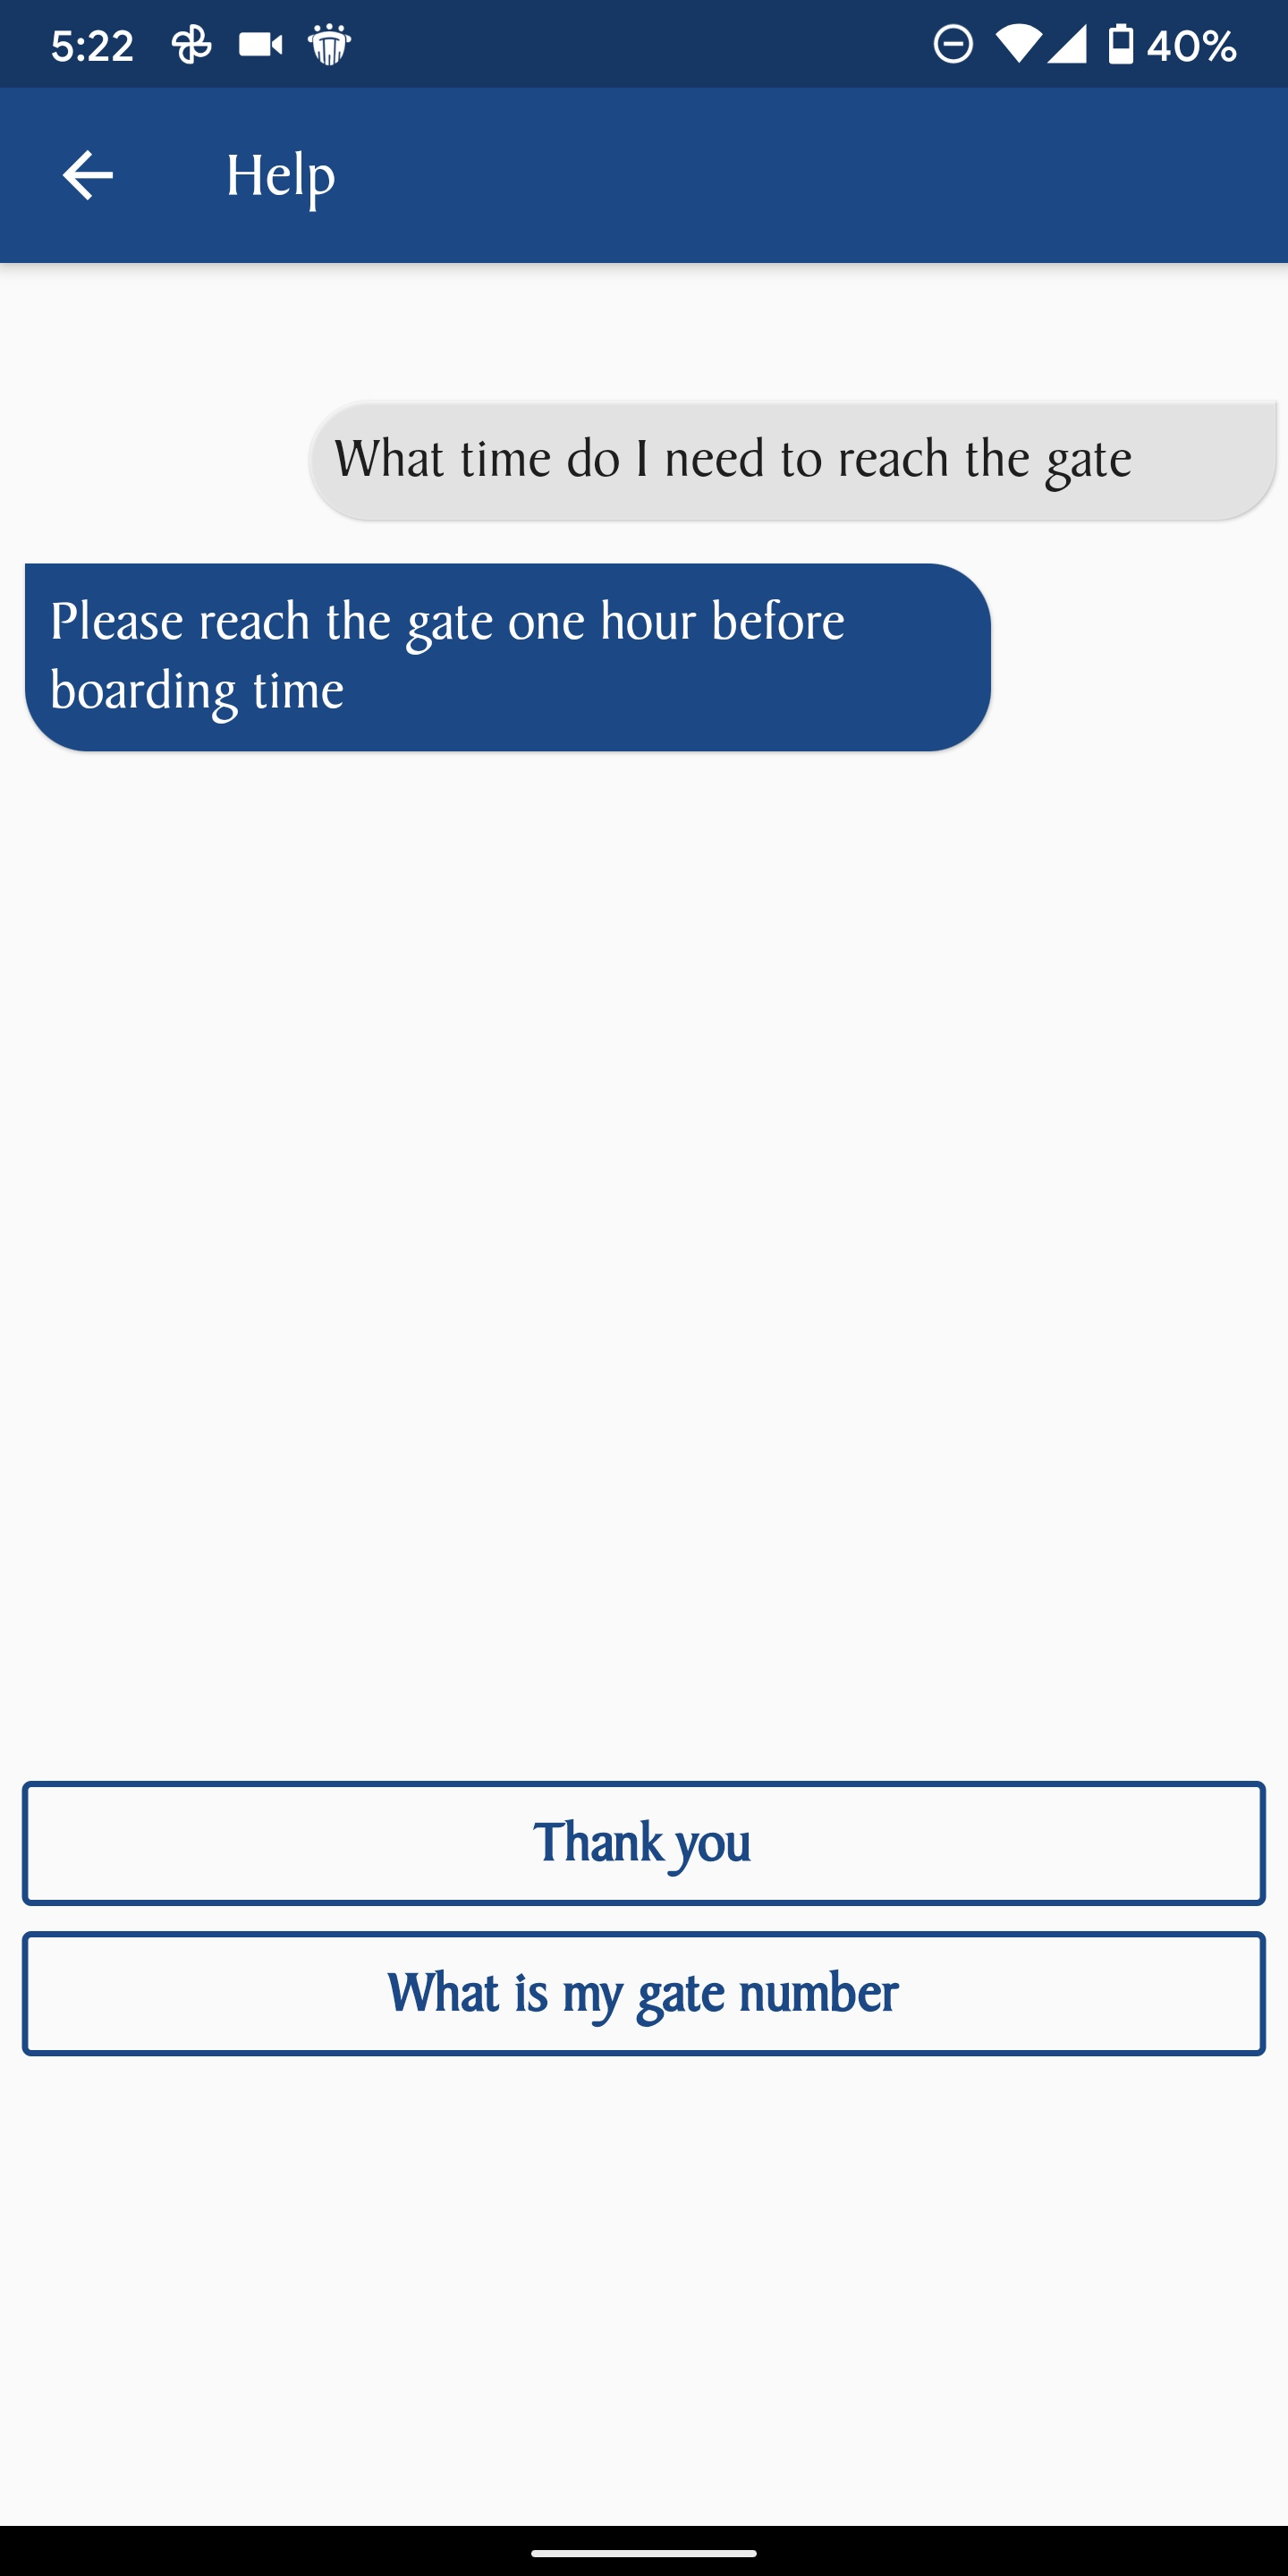 5:22
40%
Help
What time do I need to reach the gate
Please reach the gate one hour before
boarding time
Thank you
What is my gate number